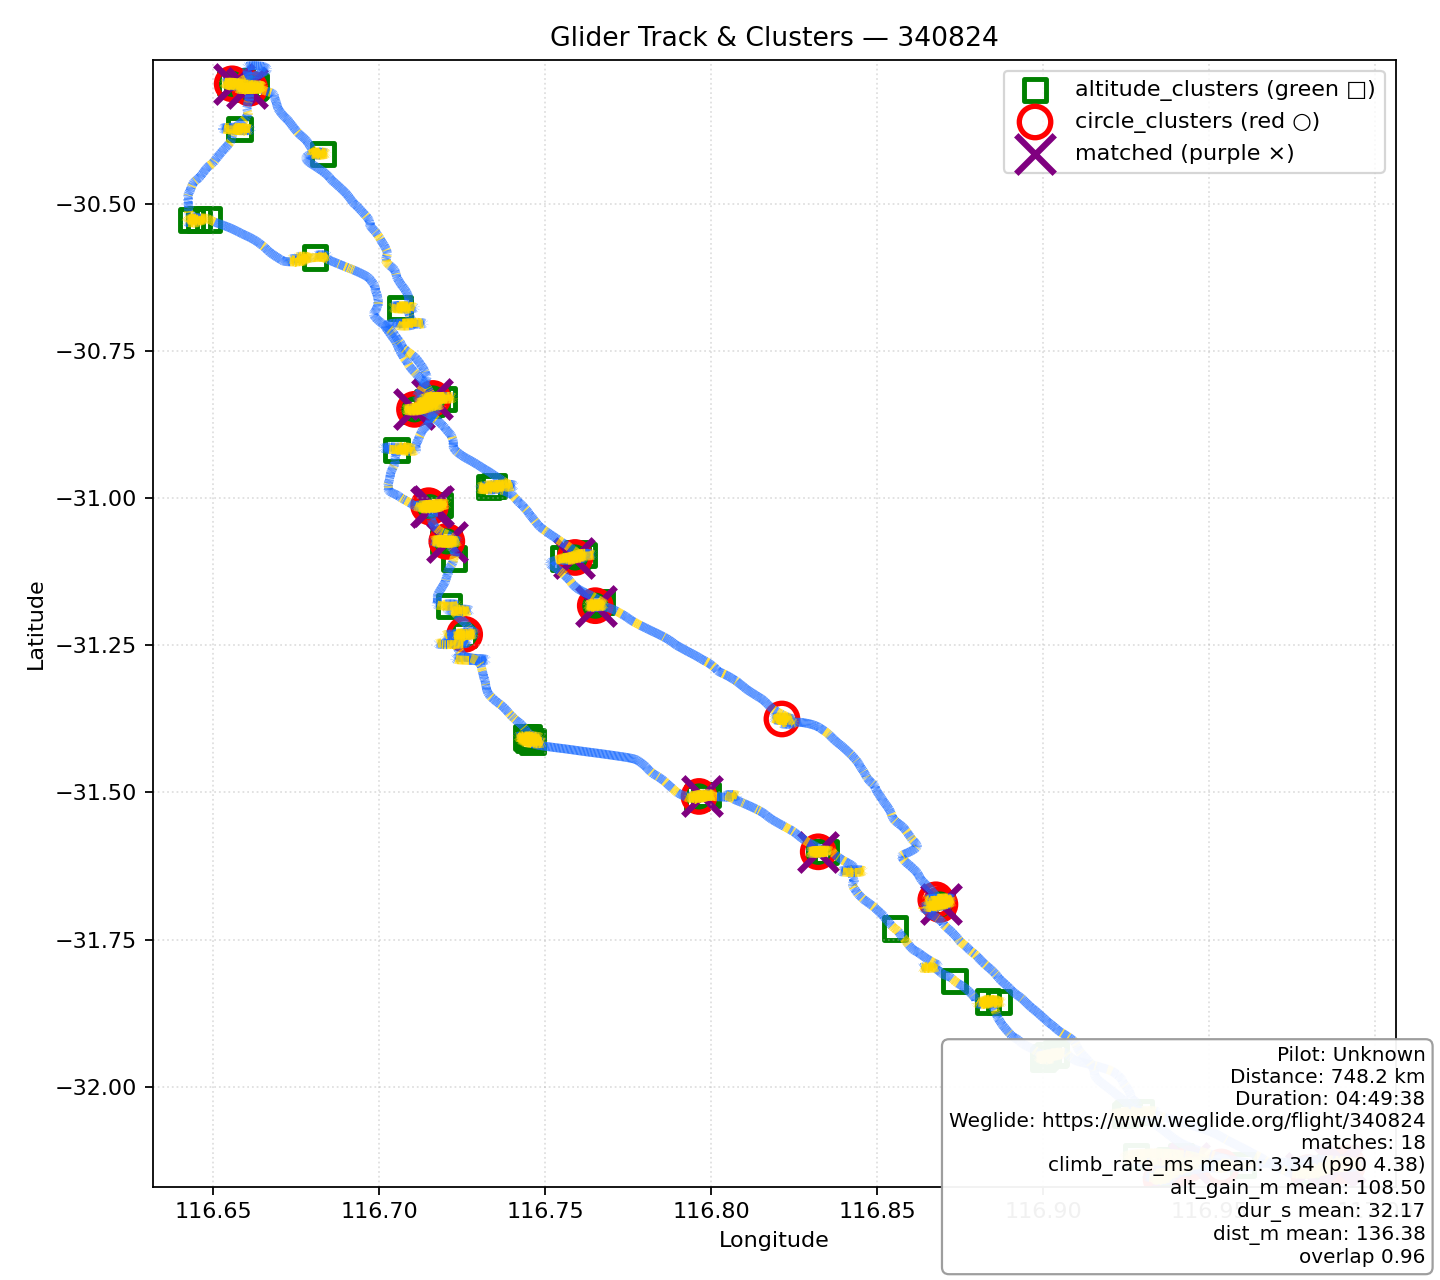 Glider Track & Clusters — 340824
altitude_clusters (green □)
circle_clusters (red ○)
matched (purple ×)
Latitude
−30.50
−30.75
−31.00
−31.25
−31.50
−31.75
−32.00
116.65 116.70 116.75 116.80 116.85 116.90
Longitude
Pilot: Unknown
Distance: 748.2 km
Duration: 04:49:38
Weglide: https://www.weglide.org/flight/340824
matches: 18
climb_rate_ms mean: 3.34 (p90 4.38)
alt_gain_m mean: 108.50
dur_s mean: 32.17
dist_m mean: 136.38
overlap 0.96